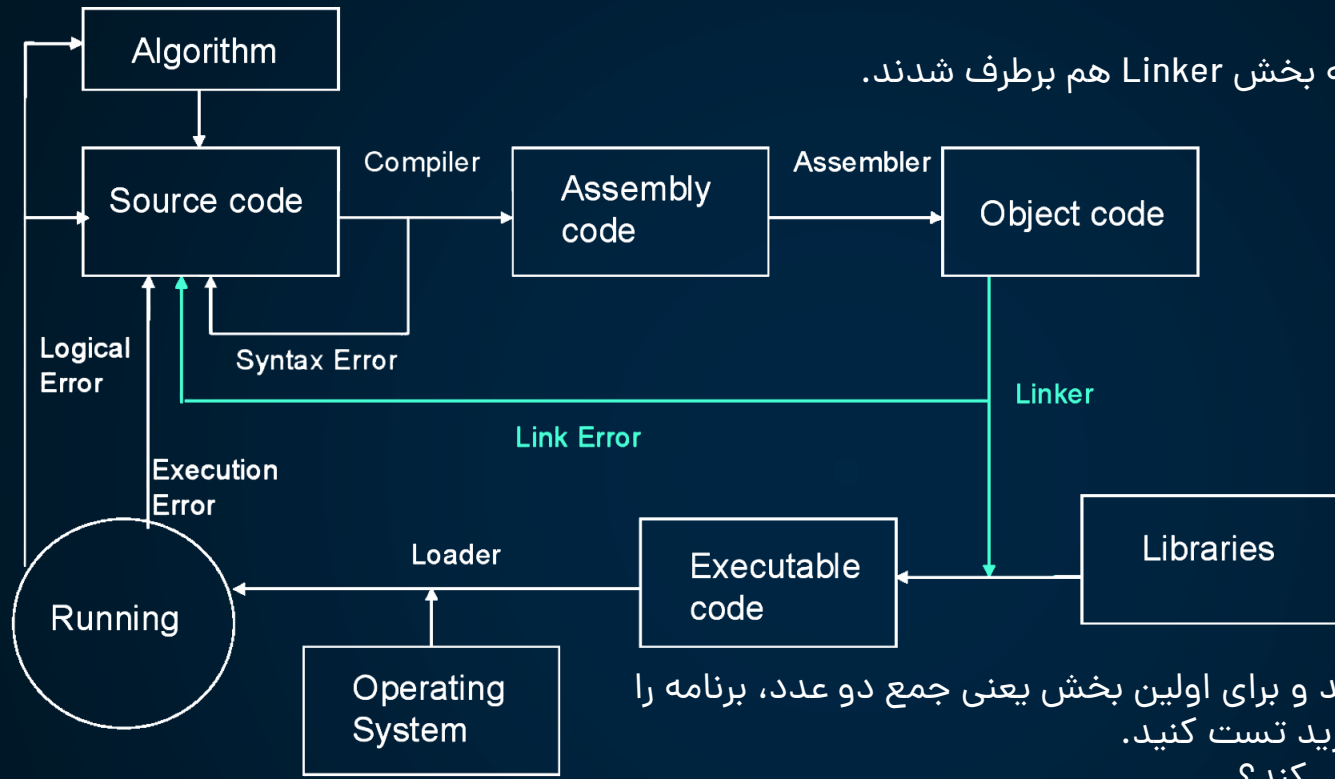 Algorithm
ه بخش Linker هم برطرف شدند.
Compiler
Assembler
Source code
Assembly
code
Object code
Logical
Error
Syntax Error
Linker
Link Error
Execution
Error
Loader
Executable
code
Libraries
Running
Operating
System
د و برای اولین بخش یعنی جمع دو عدد، برنامه را
تست کنید.